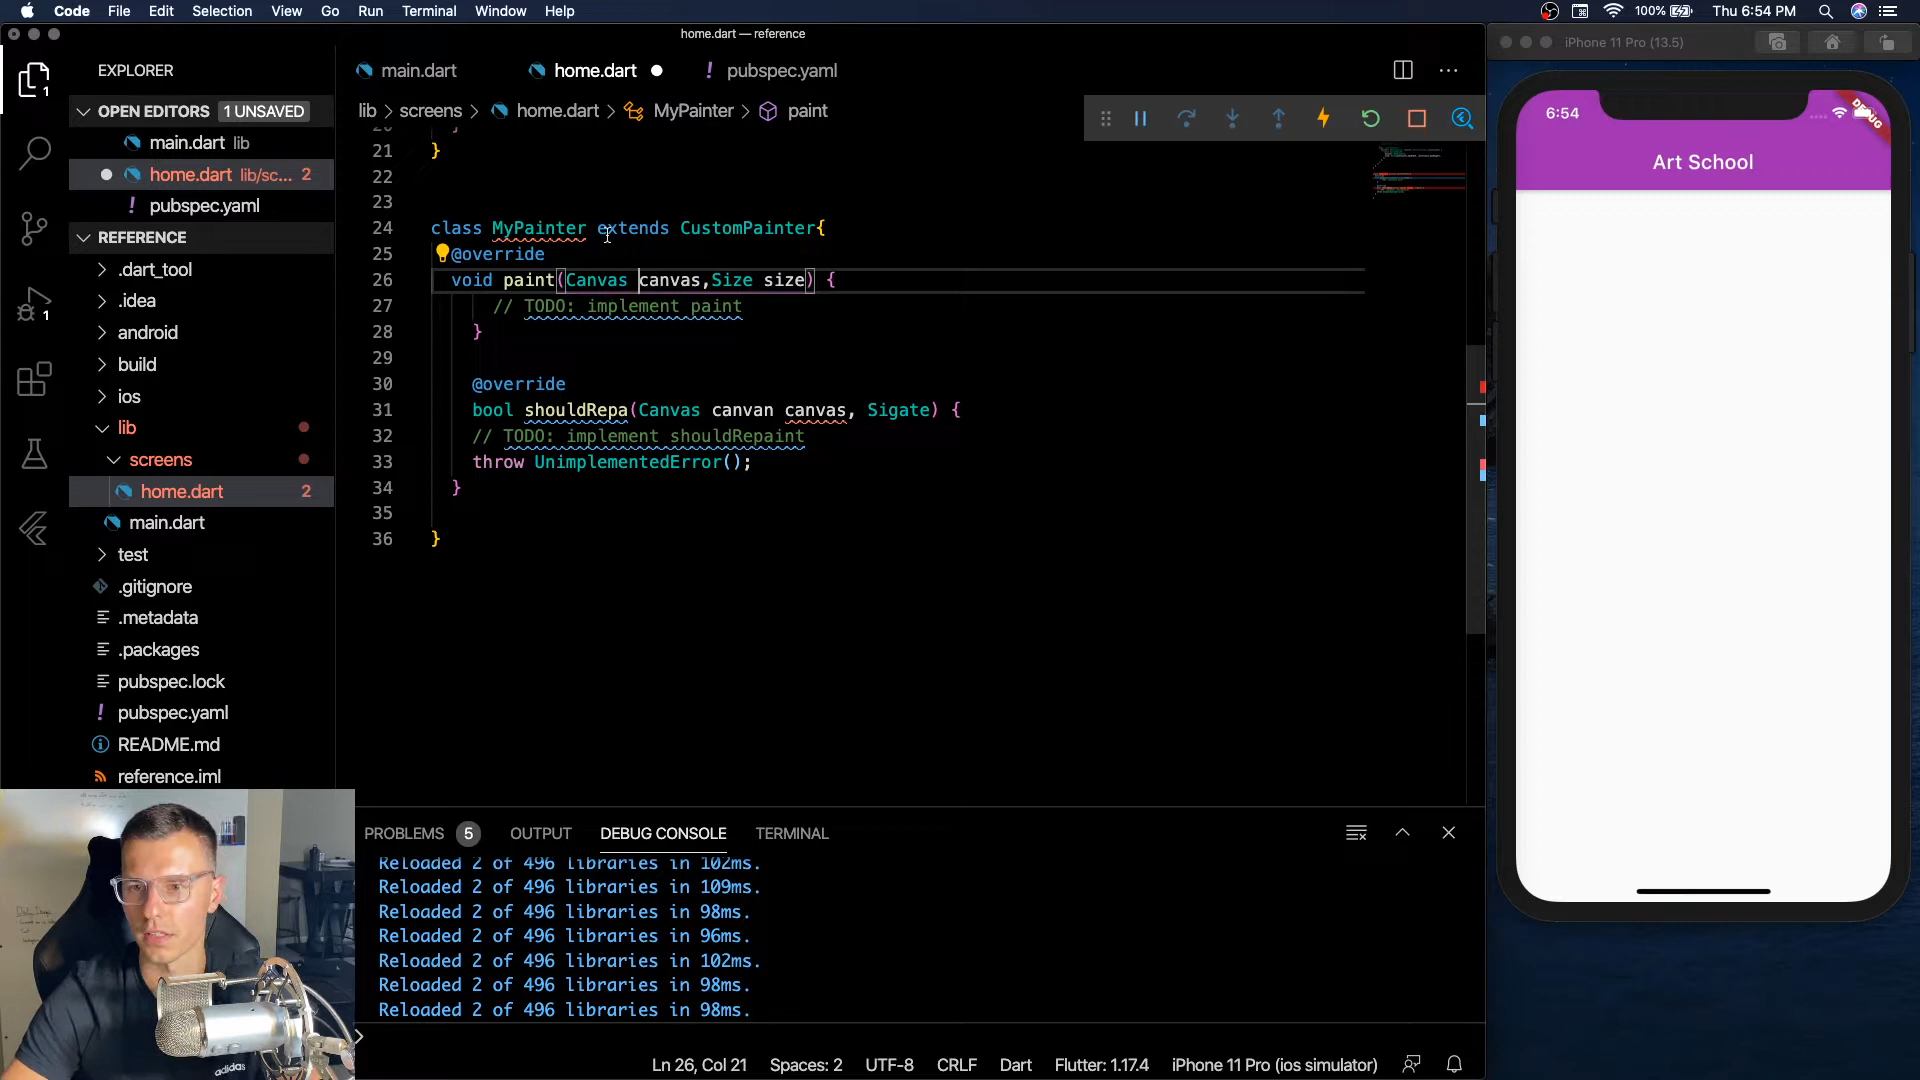 Code File Edit Selection View Go Run Terminal Window Help
100% Thu 6:54 PM
home.dart — reference
iPhone 11 Pro (13.5)
EXPLORER
main.dart
home.dart
! pubspec.yaml
1
OPEN EDITORS 1 UNSAVED
lib > screens > home.dart > MyPainter > paint
main.dart lib
home.dart lib/sc... 2
! pubspec.yaml
REFERENCE
.dart_tool
.idea
android
build
ios
lib
screens
home.dart 2
main.dart
test
.gitignore
.metadata
.packages
pubspec.lock
! pubspec.yaml
README.md
reference.iml
1
20 }
21 }
22
23
24 class MyPainter extends CustomPainter{
25 @override
26 void paint(Canvas canvas,Size size) {
27 // TODO: implement paint
28 }
29
30 @override
31 bool shouldRepa(Canvas canvan canvas, Sigate) {
32 // TODO: implement shouldRepaint
33 throw UnimplementedError();
34 }
35
36 }
6:54
DEBUG
Art School
PROBLEMS 5 OUTPUT DEBUG CONSOLE TERMINAL
Reloaded 2 of 496 libraries in 102ms.
Reloaded 2 of 496 libraries in 109ms.
Reloaded 2 of 496 libraries in 98ms.
Reloaded 2 of 496 libraries in 96ms.
Reloaded 2 of 496 libraries in 102ms.
Reloaded 2 of 496 libraries in 98ms.
Reloaded 2 of 496 libraries in 98ms.
adidas
Ln 26, Col 21 Spaces: 2 UTF-8 CRLF Dart Flutter: 1.17.4 iPhone 11 Pro (ios simulator)